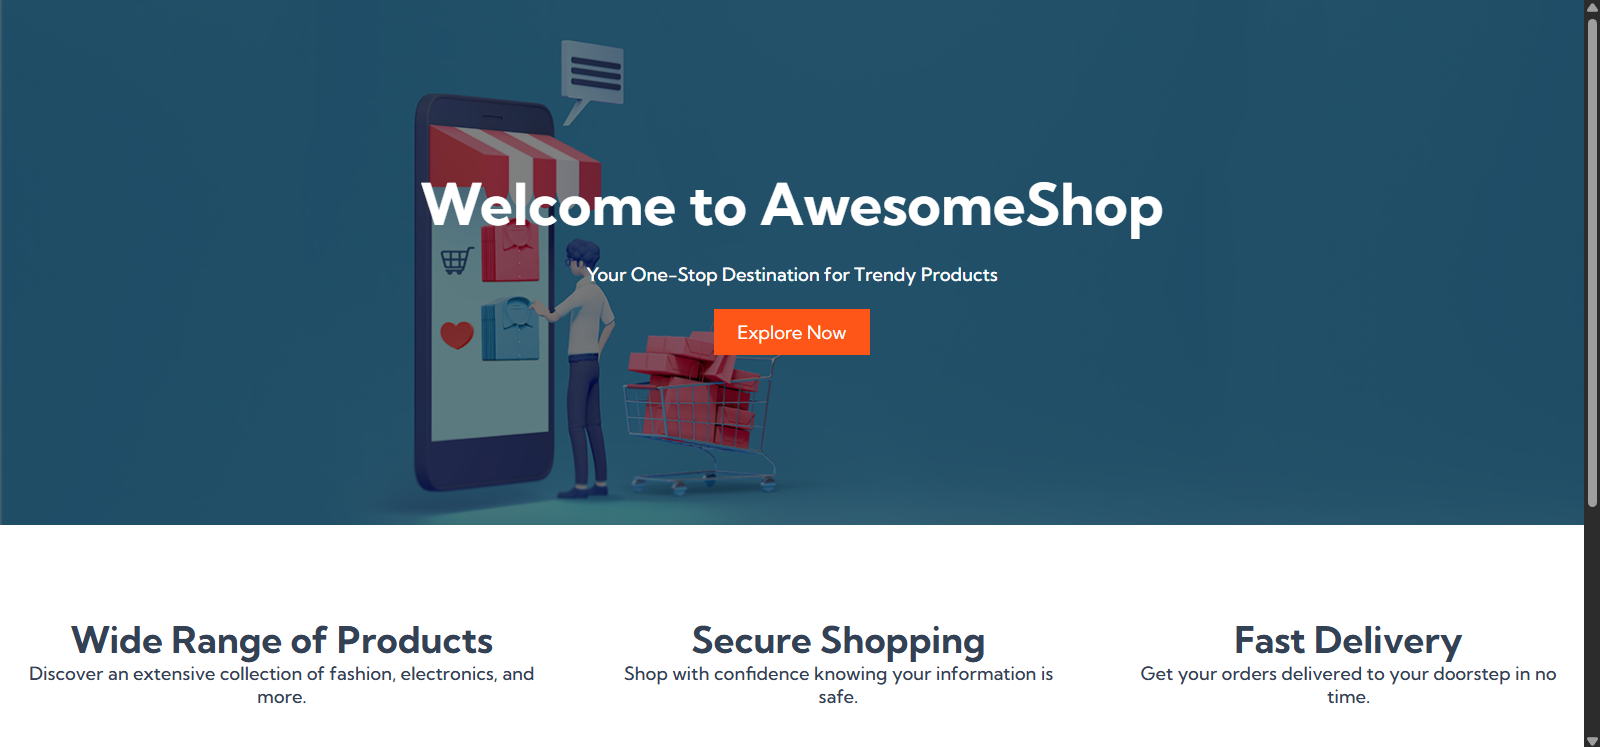 Welcome to AwesomeShop
Your One-Stop Destination for Trendy Products
Explore Now
Wide Range of Products
Discover an extensive collection of fashion, electronics, and
more.
Secure Shopping
Shop with confidence knowing your information is
safe.
Fast Delivery
Get your orders delivered to your doorstep in no
time.